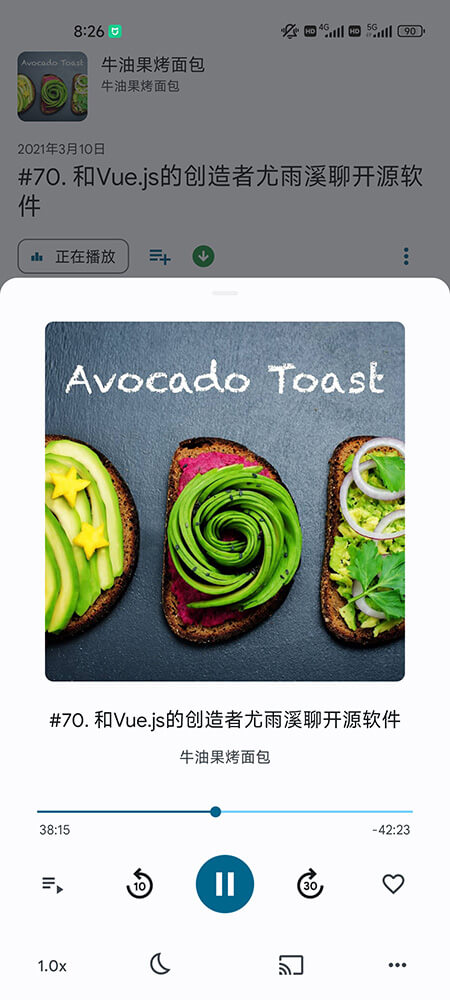 8:26
HD 4G HD 5G 90
Avocado Toast
牛油果烤面包
牛油果烤面包
2021年3月10日
#70. 和Vue.js的创造者尤雨溪聊开源软
件
正在播放
Avocado Toast
#70. 和Vue.js的创造者尤雨溪聊开源软件
牛油果烤面包
38:15
-42:23
10
30
1.0x